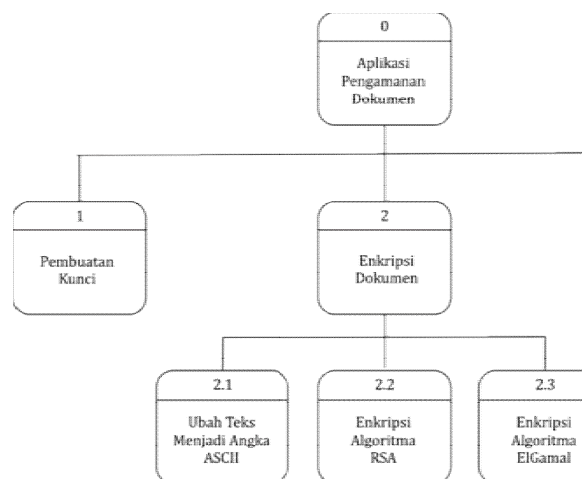 0
Aplikasi
Pengamanan
Dokumen
1
Pembuatan
Kunci
2
Enkripsi
Dokumen
2.1
Ubah Teks
Menjadi Angka
ASCII
2.2
Enkripsi
Algoritma
RSA
2.3
Enkripsi
Algoritma
ElGamal